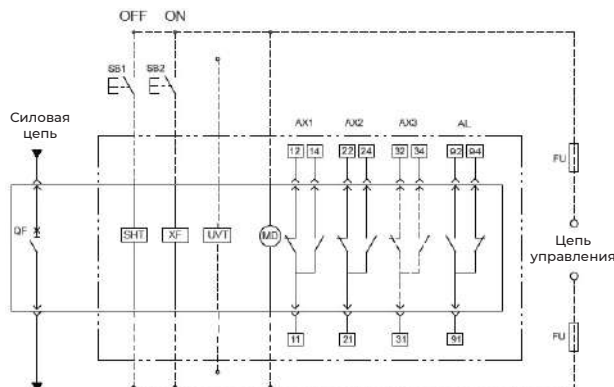 OFF ON
SB1 SB2
Силовая
цепь
AX1 AX2 AX3 AL
12 14 22 24 32 34 92 94
FU
QF
SHT XF UVT MD
Цепь
управления
FU
11 21 31 91